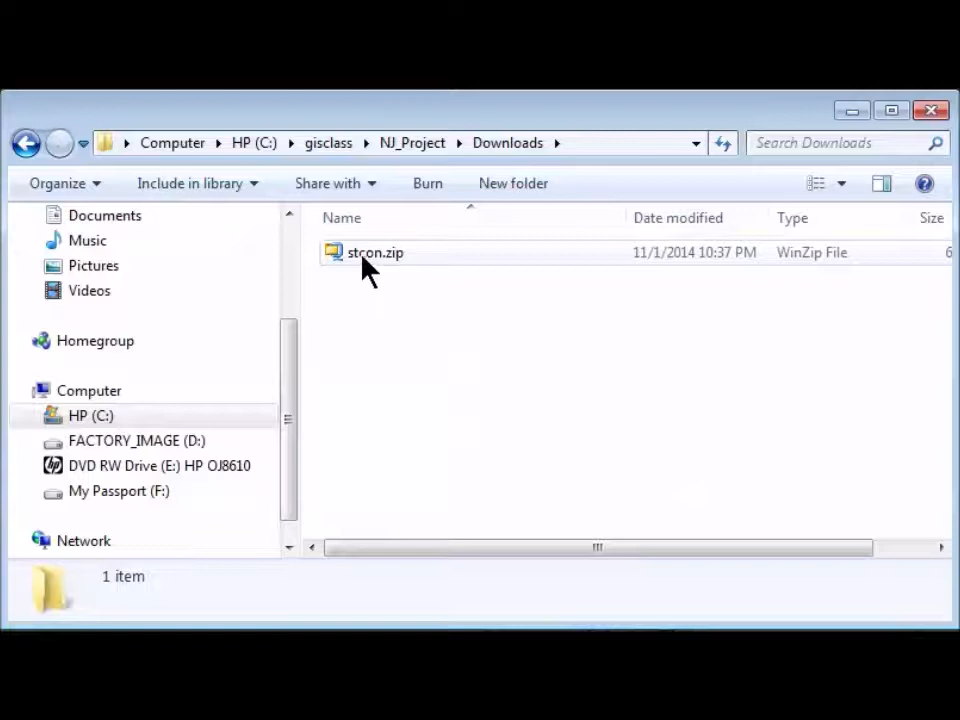 Computer HP (C:) gisclass NJ_Project Downloads Search Downloads
Organize Include in library Share with Burn New folder
Documents
Music
Pictures
Videos
Homegroup
Computer
HP (C:)
FACTORY_IMAGE (D:)
DVD RW Drive (E:) HP OJ8610
My Passport (F:)
Network
Name Date modified Type Size
stcon.zip 11/1/2014 10:37 PM WinZip File 6
1 item